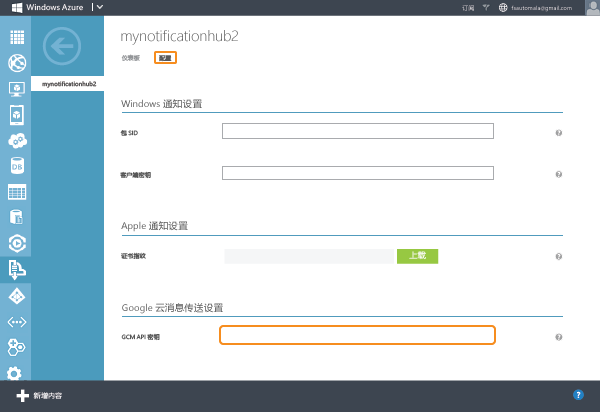 Windows Azure
订阅
fsautomala@gmail.com
mynotificationhub2
mynotificationhub2
仪表板 配置
Windows 通知设置
包 SID
客户端密钥
Apple 通知设置
证书指纹
上载
Google 云消息传送设置
GCM API 密钥
DB
新增内容